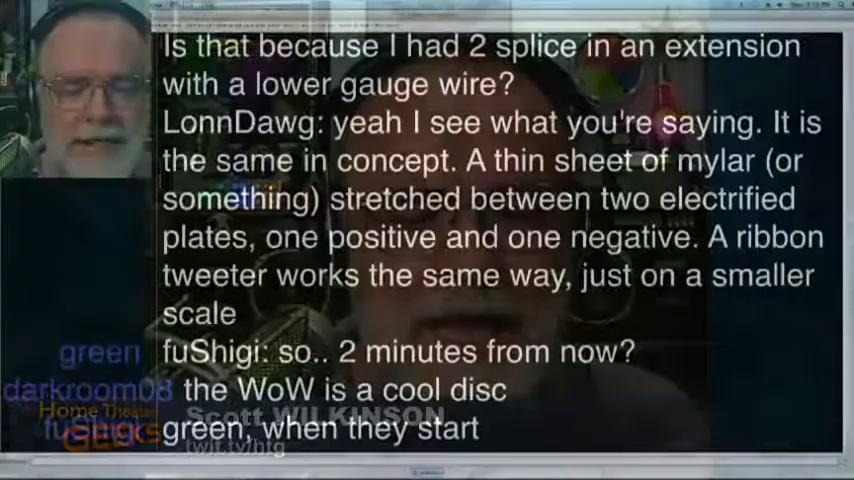 Is that because I had 2 splice in an extension
with a lower gauge wire?
LonnDawg: yeah I see what you're saying. It is
the same in concept. A thin sheet of mylar (or
something) stretched between two electrified
plates, one positive and one negative. A ribbon
tweeter works the same way, just on a smaller
scale
green fuShigi: so.. 2 minutes from now?
darkroom08 the WoW is a cool disc
Home Theater
GEEKS
Scott WILKINSON
fuShigi green, when they start
twit.tv/htg